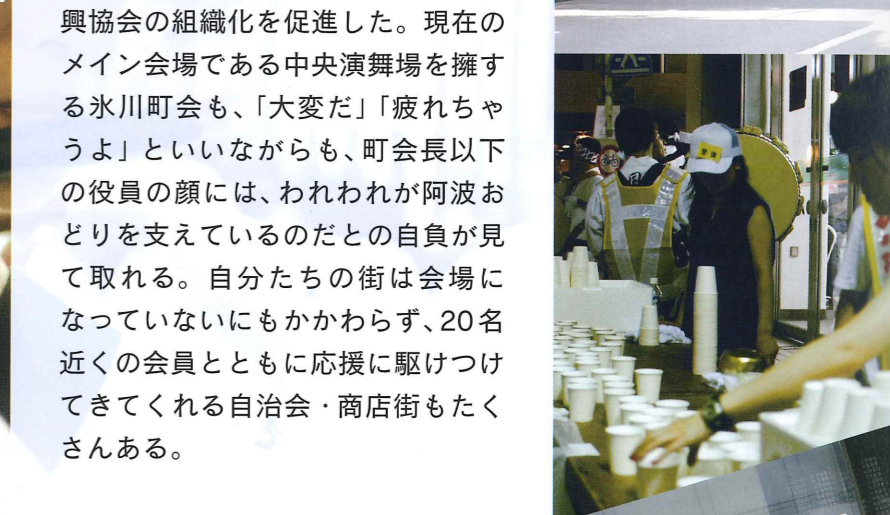 興協会の組織化を促進した。現在の
メイン会場である中央演舞場を擁す
る氷川町会も、「大変だ」「疲れちゃ
うよ」といいながらも、町会長以下
の役員の顔には、われわれが阿波お
どりを支えているのだとの自負が見
て取れる。自分たちの街は会場に
なっていないにもかかわらず、20名
近くの会員とともに応援に駆けつけ
てきてくれる自治会・商店街もたく
さんある。